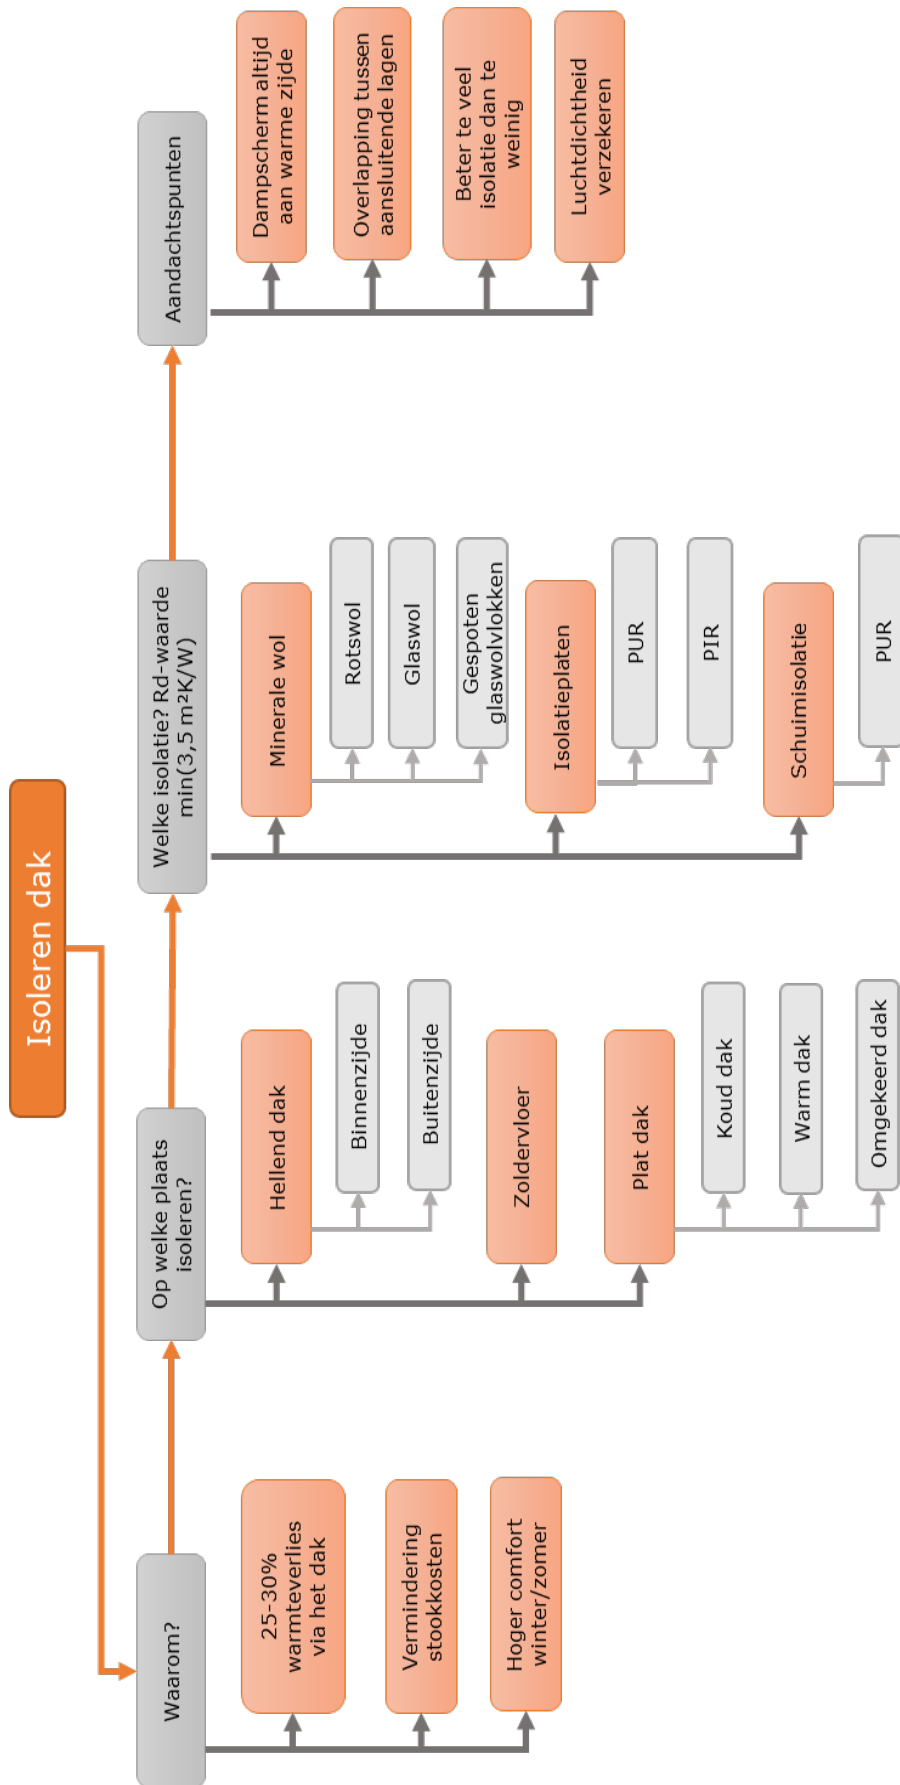 Isoleren dak
Waarom?
25-30%
warmteverlies
via het dak
Vermindering
stookkosten
Hoger comfort
winter/zomer
Op welke plaats
isoleren?
Hellend dak
Binnenzijde
Buitenzijde
Zoldervloer
Plat dak
Koud dak
Warm dak
Omgekeerd dak
Welke isolatie? Rd-waarde
min(3,5 m²K/W)
Minerale wol
Rotswol
Glaswol
Gespoten
glaswolvlokken
Isolatieplaten
PUR
PIR
Schuimisolatie
PUR
Aandachtspunten
Dampscherm altijd
aan warme zijde
Overlapping tussen
aansluitende lagen
Beter te veel
isolatie dan te
weinig
Luchtdichtheid
verzekeren